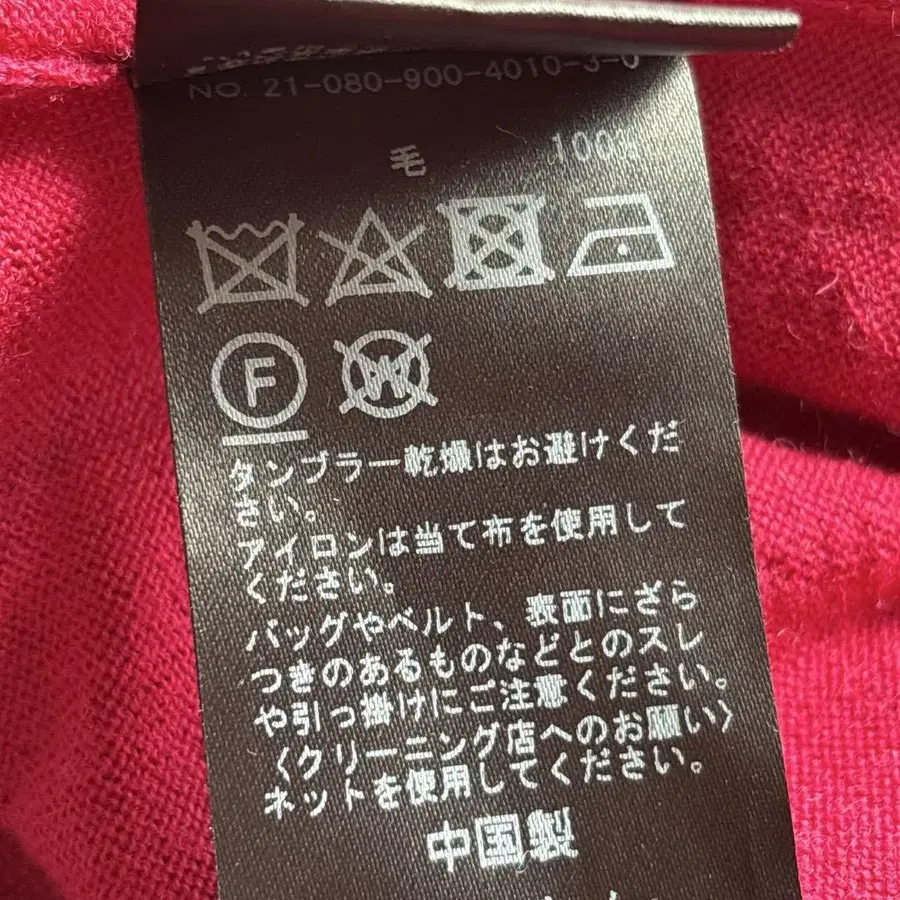 NO. 21-080-900-4010-3-0
毛 100%
F W
タンブラー乾燥はお避けくだ
さい。
アイロンは当て布を使用して
ください。
バッグやベルト、表面にざら
つきのあるものなどとのスレ
や引っ掛けにご注意ください。
〈クリーニング店へのお願い〉
ネットを使用してください。
中国製